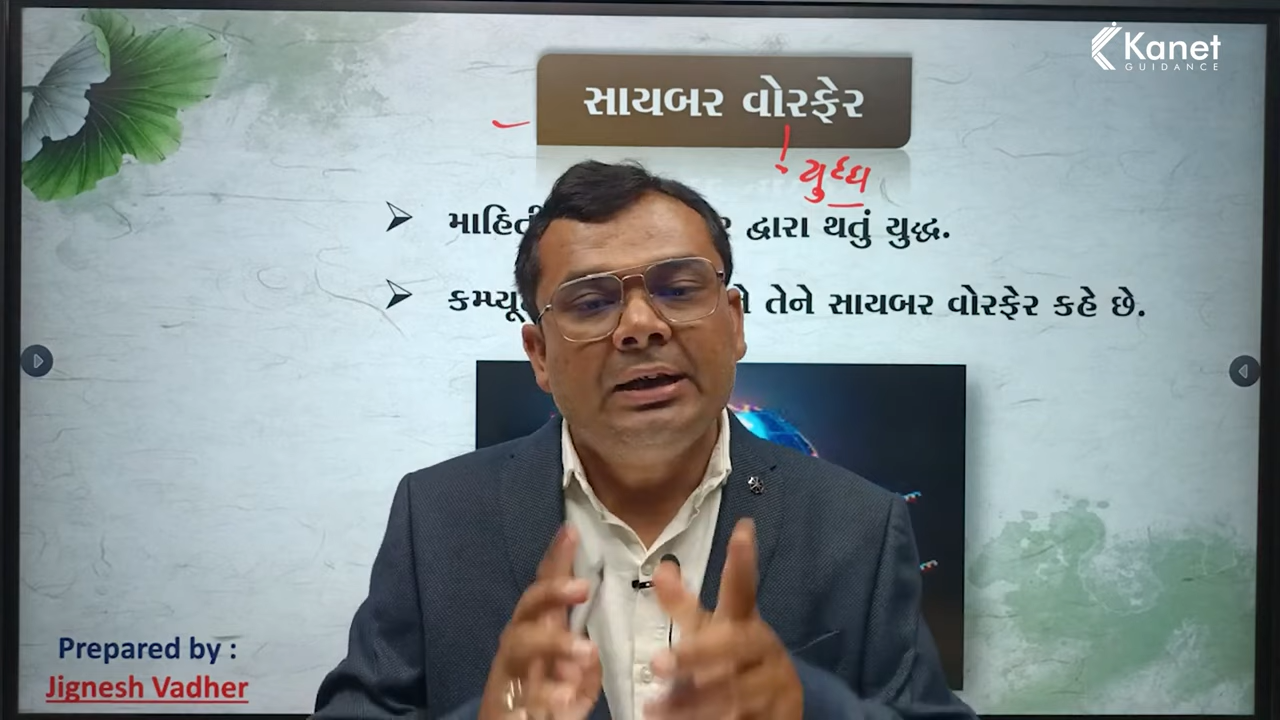 Kanet
GUIDANCE
સાયબર વોરફેર
! યુદ્ધ
દ્વારા થતું યુદ્ધ.
તેને સાયબર વોરફેર કહે છે.
Prepared by :
Jignesh Vadher